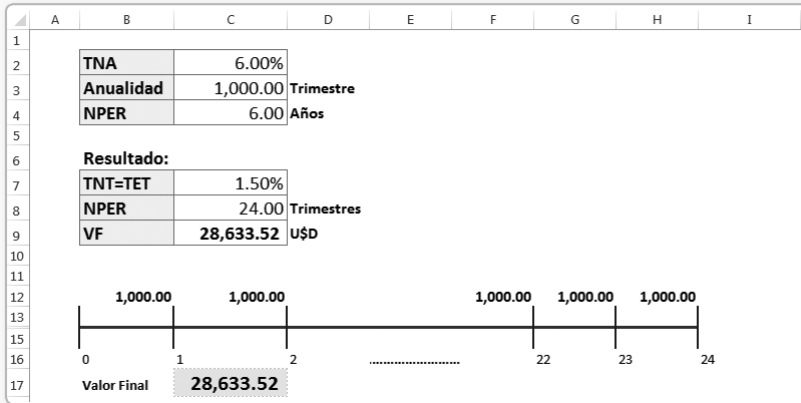 A B C D E F G H I
1
2 TNA 6.00%
3 Anualidad 1,000.00 Trimestre
4 NPER 6.00 Años
5
6 Resultado:
7 TNT=TET 1.50%
8 NPER 24.00 Trimestres
9 VF 28,633.52 U$D
10
11
12 1,000.00 1,000.00 1,000.00 1,000.00 1,000.00
13
15
16 0 1 2 ......................... 22 23 24
17 Valor Final 28,633.52